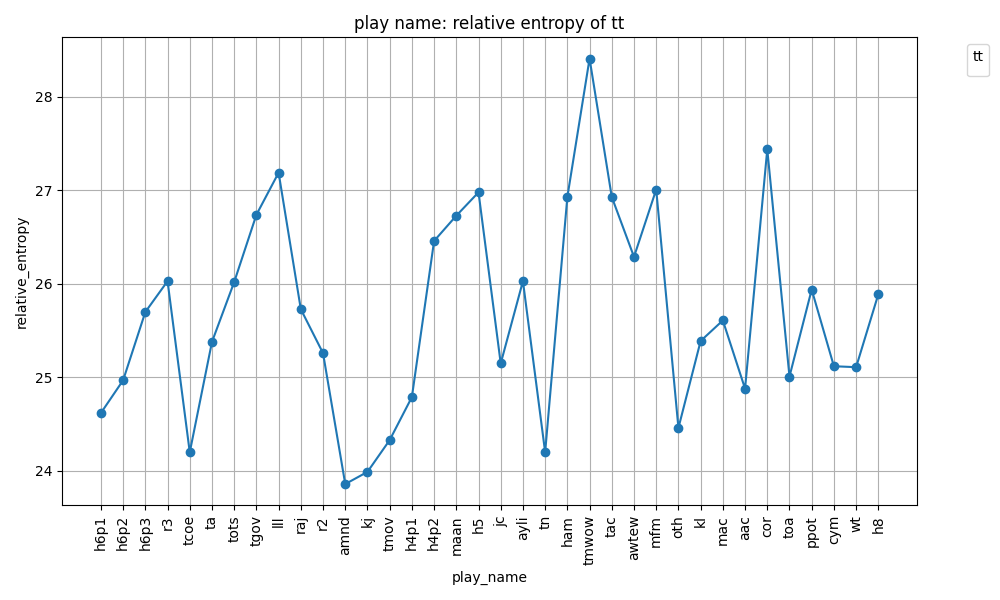 play name: relative entropy of tt
tt
relative_entropy
28
27
26
25
24
h6p1
h6p2
h6p3
r3
tcoe
ta
tots
tgov
lll
raj
r2
amnd
kj
tmov
h4p1
h4p2
maan
h5
jc
ayli
tn
ham
tmwow
tac
awtew
mfm
oth
kl
mac
aac
cor
toa
ppot
cym
wt
h8
play_name